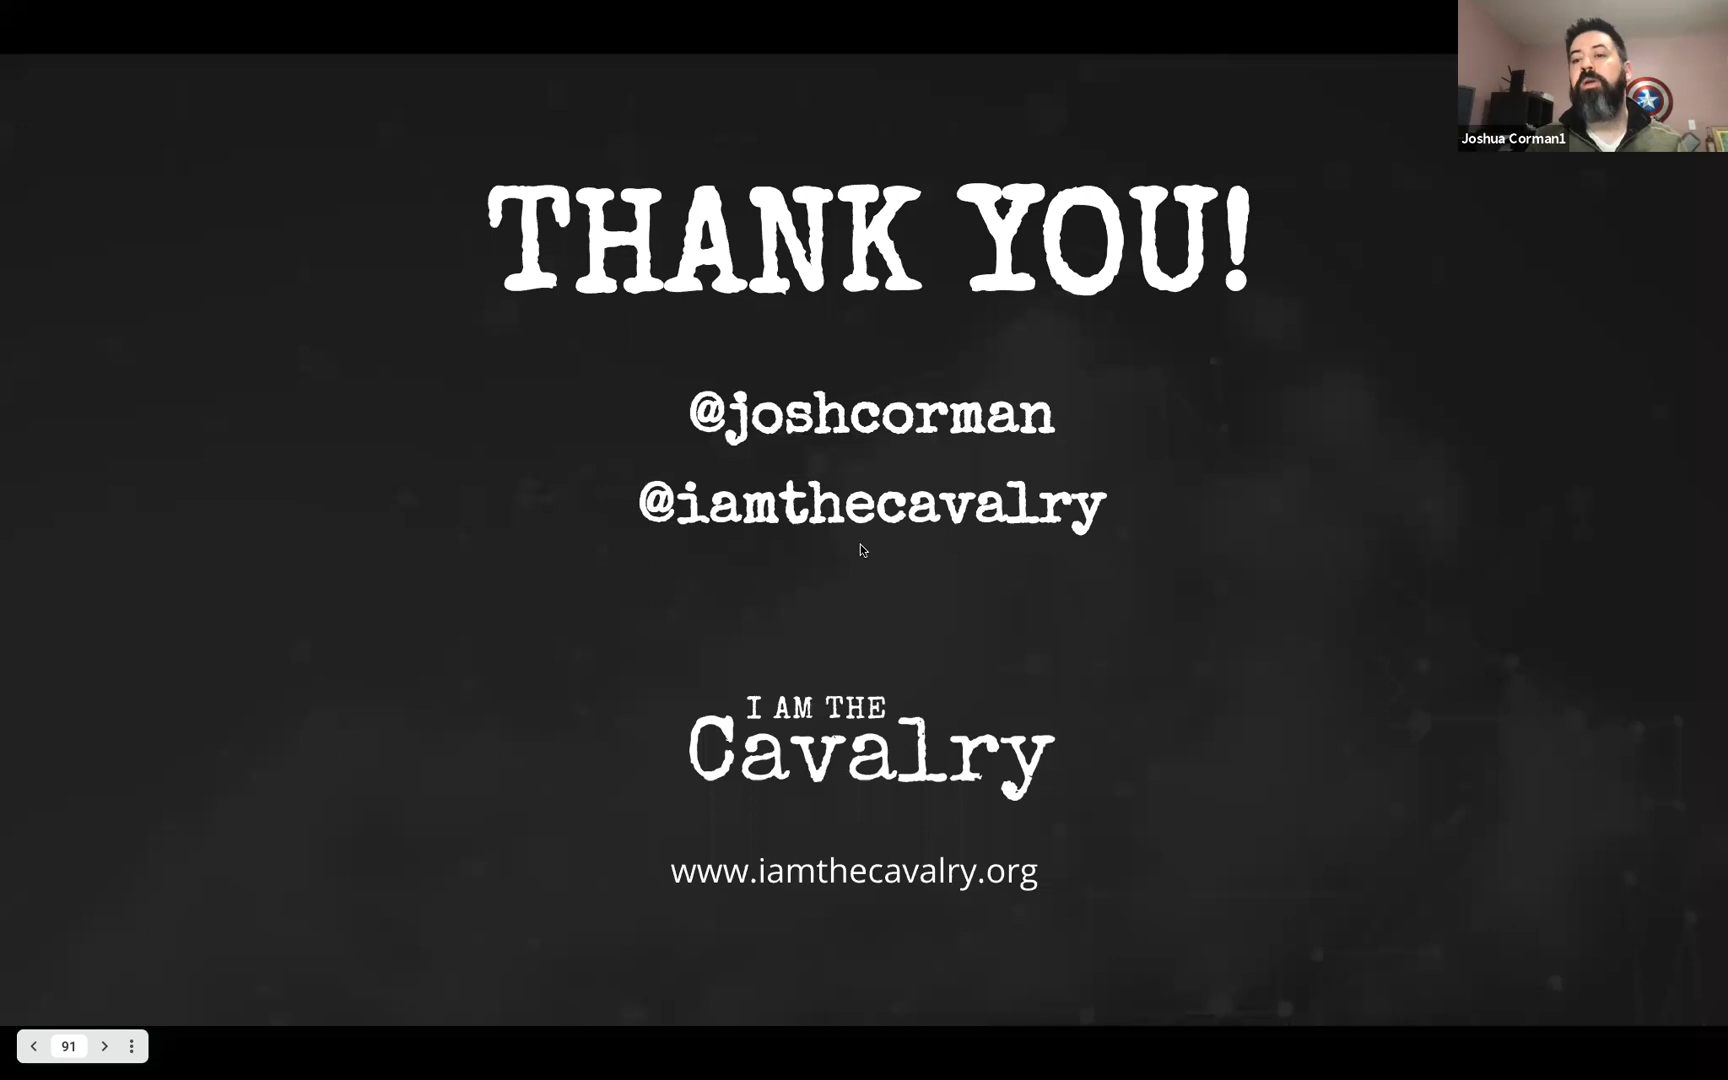 Joshua Corman1
THANK YOU!
@joshcorman
@iamthecavalry
I AM THE
Cavalry
www.iamthecavalry.org
91